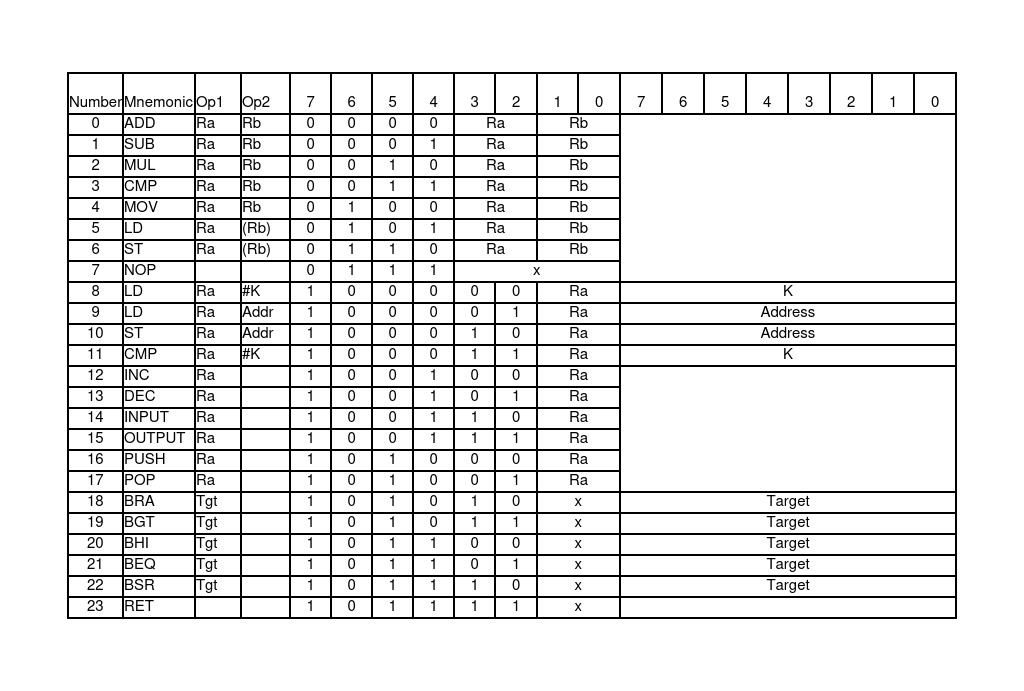 Number Mnemonic Op1 Op2 7 6 5 4 3 2 1 0 7 6 5 4 3 2 1 0
0 ADD Ra Rb 0 0 0 0 Ra Rb
1 SUB Ra Rb 0 0 0 1 Ra Rb
2 MUL Ra Rb 0 0 1 0 Ra Rb
3 CMP Ra Rb 0 0 1 1 Ra Rb
4 MOV Ra Rb 0 1 0 0 Ra Rb
5 LD Ra (Rb) 0 1 0 1 Ra Rb
6 ST Ra (Rb) 0 1 1 0 Ra Rb
7 NOP 0 1 1 1 x
8 LD Ra #K 1 0 0 0 0 0 Ra K
9 LD Ra Addr 1 0 0 0 0 1 Ra Address
10 ST Ra Addr 1 0 0 0 1 0 Ra Address
11 CMP Ra #K 1 0 0 0 1 1 Ra K
12 INC Ra 1 0 0 1 0 0 Ra
13 DEC Ra 1 0 0 1 0 1 Ra
14 INPUT Ra 1 0 0 1 1 0 Ra
15 OUTPUT Ra 1 0 0 1 1 1 Ra
16 PUSH Ra 1 0 1 0 0 0 Ra
17 POP Ra 1 0 1 0 0 1 Ra
18 BRA Tgt 1 0 1 0 1 0 x Target
19 BGT Tgt 1 0 1 0 1 1 x Target
20 BHI Tgt 1 0 1 1 0 0 x Target
21 BEQ Tgt 1 0 1 1 0 1 x Target
22 BSR Tgt 1 0 1 1 1 0 x Target
23 RET 1 0 1 1 1 1 x